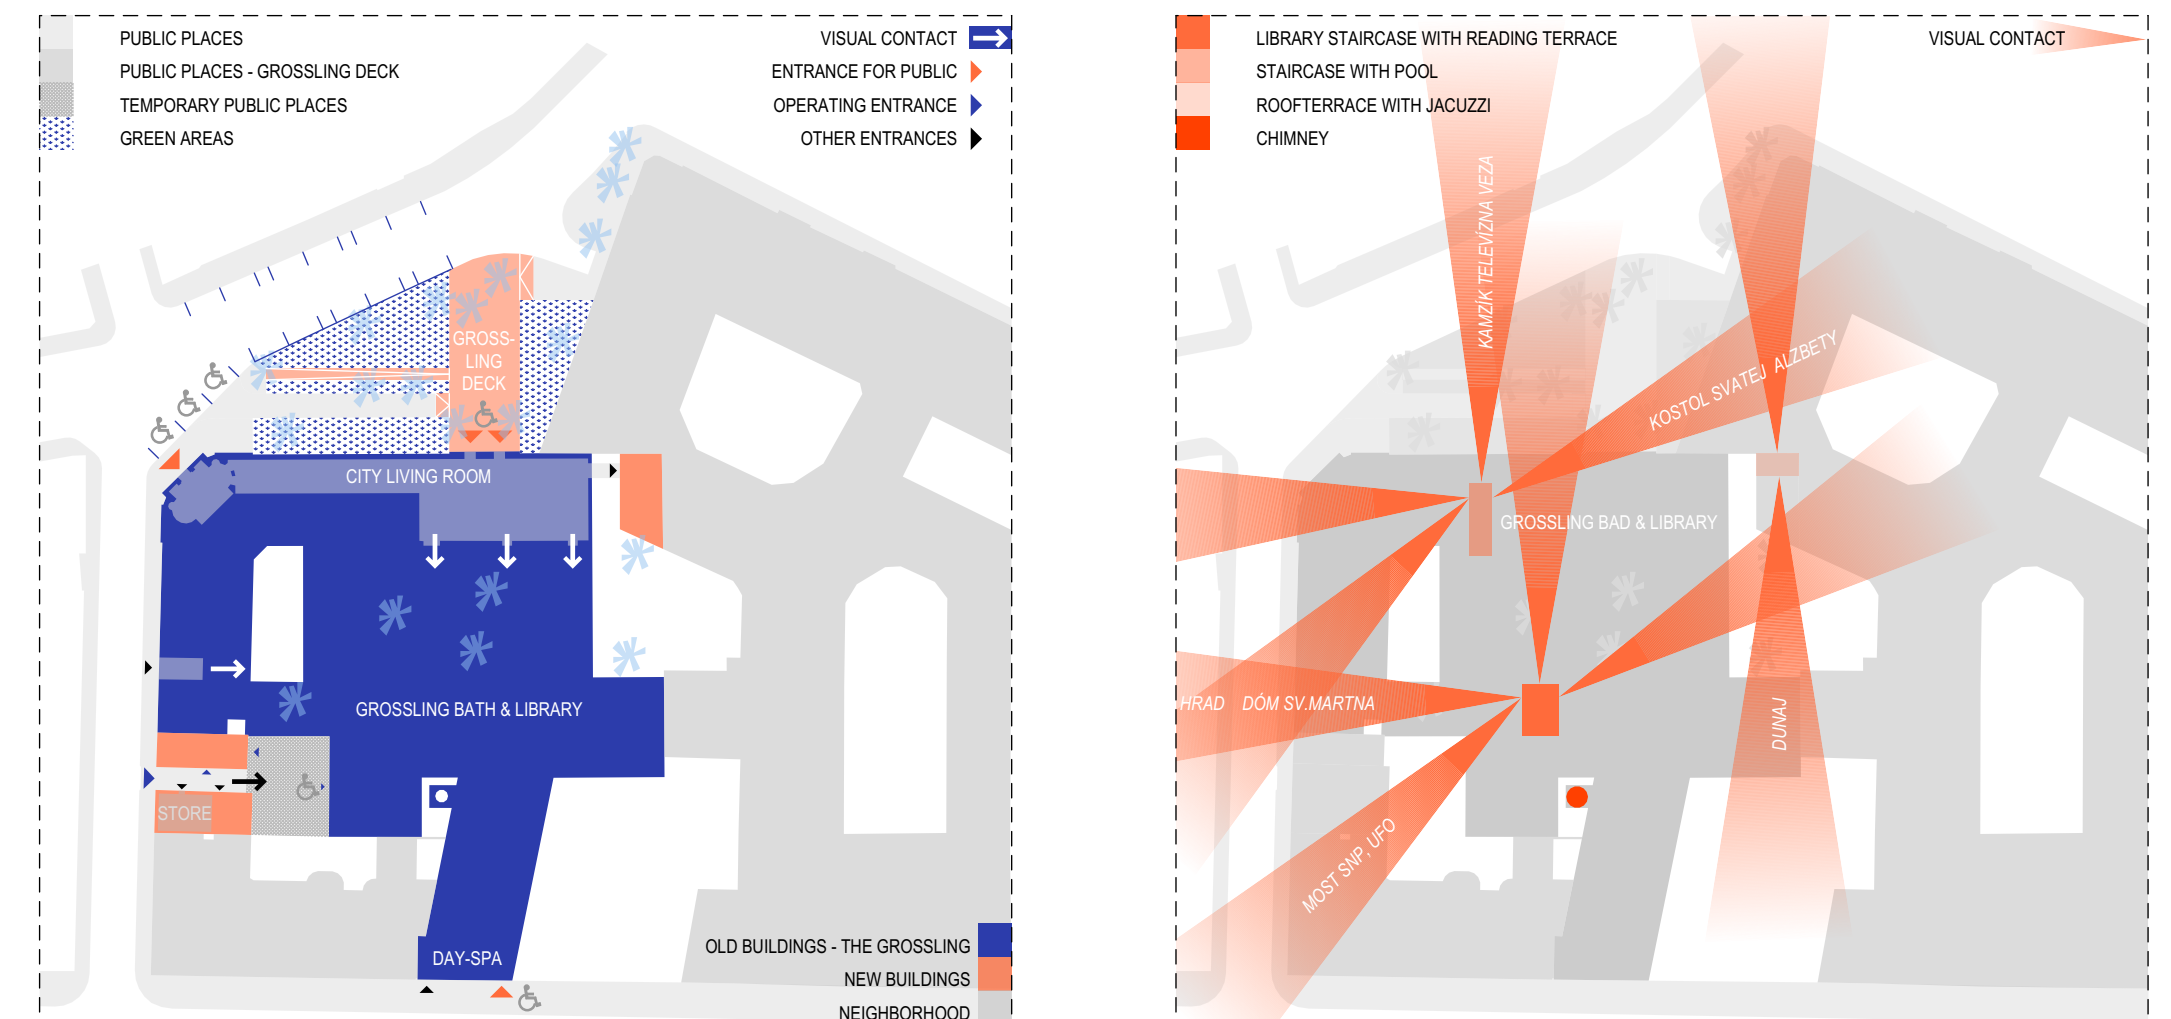 PUBLIC PLACES
PUBLIC PLACES - GROSSLING DECK
TEMPORARY PUBLIC PLACES
GREEN AREAS
VISUAL CONTACT
ENTRANCE FOR PUBLIC
OPERATING ENTRANCE
OTHER ENTRANCES
GROSS-
LING
DECK
CITY LIVING ROOM
GROSSLING BATH & LIBRARY
STORE
DAY-SPA
OLD BUILDINGS - THE GROSSLING
NEW BUILDINGS
NEIGHBORHOOD
LIBRARY STAIRCASE WITH READING TERRACE
STAIRCASE WITH POOL
ROOFTERRACE WITH JACUZZI
CHIMNEY
VISUAL CONTACT
KAMZÍK TELEVÍZNA VEZA
KOSTOL SVATEJ ALZBETY
GROSSLING BAD & LIBRARY
HRAD DÓM SV.MARTNA
DUNAJ
MOST SNP, UFO